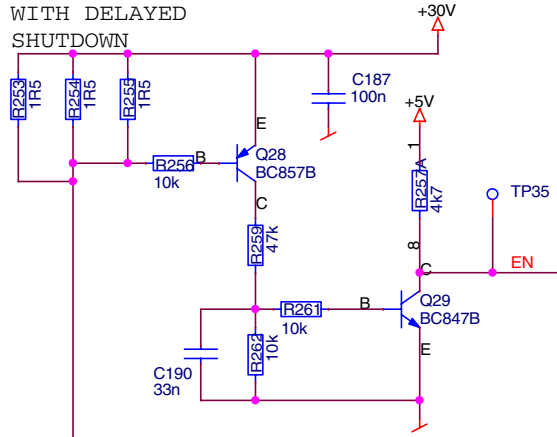 WITH DELAYED
SHUTDOWN
+30V
R253
1R5
R254
1R5
R255
1R5
C187
100n
+5V
E
B
Q28
BC857B
R256
10k
1
R257A
4k7
TP35
C
R259
47k
8
C
EN
R261
10k
B
Q29
BC847B
R262
10k
C190
33n
E